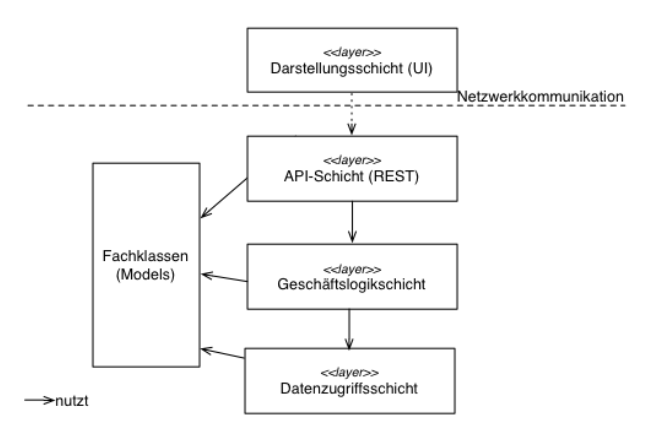 <<layer>>
Darstellungsschicht (UI)
Netzwerkkommunikation
<<layer>>
API-Schicht (REST)
Fachklassen
(Models)
<<layer>>
Geschäftslogikschicht
<<layer>>
Datenzugriffsschicht
nutzt